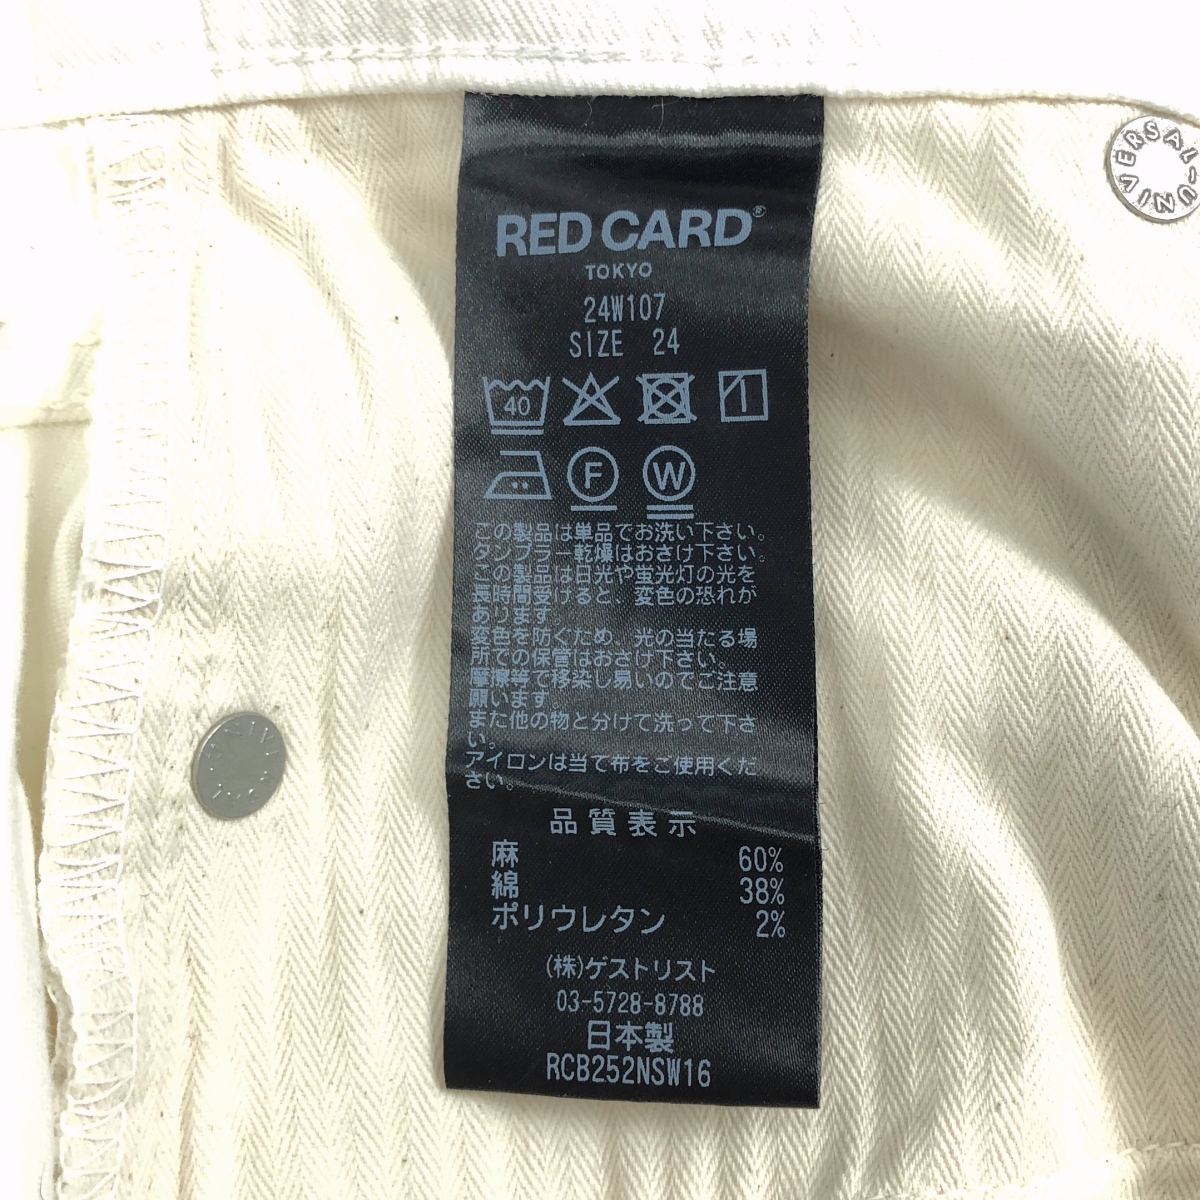 RED CARD®
TOKYO
24W107
SIZE 24
40
F
W
この製品は単品でお洗い下さい。
タンブラー乾燥はおさけ下さい。
この製品は日光や蛍光灯の光を
長時間受けると、変色の恐れが
あります
変色を防ぐため、光の当たる場
所での保管はおさけ下さい。
摩擦等で移染し易いのでご注意
願います。
また他の物と分けて洗って下さ
い。
アイロンは当て布をご使用くだ
さい。
品質表示
麻 60%
綿 38%
ポリウレタン 2%
(株)ゲストリスト
03-5728-8788
日本製
RCB252NSW16
UNIVERSAL